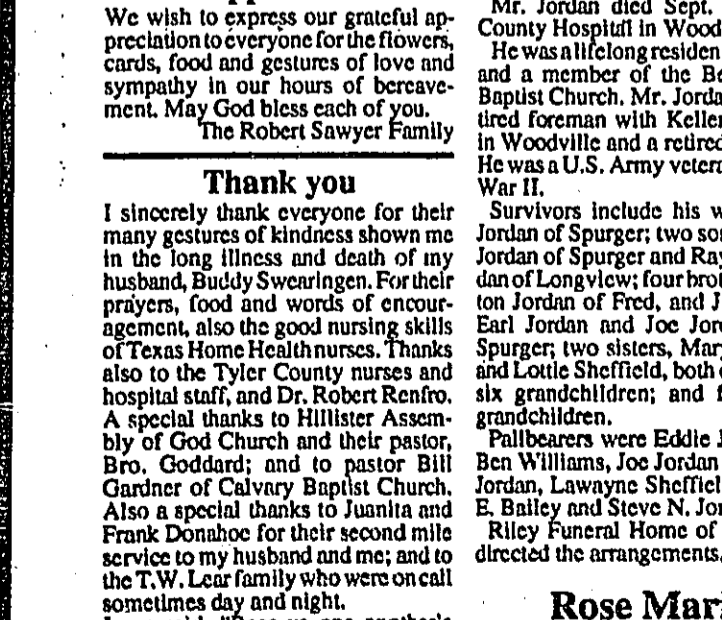 We wish to express our grateful ap-
preciation to everyone for the flowers,
cards, food and gestures of love and
sympathy in our hours of bereave-
ment. May God bless each of you.
The Robert Sawyer Family
Thank you
I sincerely thank everyone for their
many gestures of kindness shown me
in the long illness and death of my
husband, Buddy Swearingen. For their
prayers, food and words of encour-
agement, also the good nursing skills
of Texas Home Health nurses. Thanks
also to the Tyler County nurses and
hospital staff, and Dr. Robert Renfro.
A special thanks to Hillister Assem-
bly of God Church and their pastor,
Bro. Goddard; and to pastor Bill
Gardner of Calvary Baptist Church.
Also a special thanks to Juanita and
Frank Donahoe for their second mile
service to my husband and me; and to
the T.W. Lear family who were on call
sometimes day and night.
Mr. Jordan died Sept.
County Hospital in Wood
He was a lifelong residen
and a member of the Be
Baptist Church. Mr. Jorda
tired foreman with Keller
in Woodville and a retired
He was a U.S. Army vetera
War II.
Survivors include his w
Jordan of Spurger; two so
Jordan of Spurger and Ray
dan of Longview; four brot
ton Jordan of Fred, and J
Earl Jordan and Joe Jor
Spurger; two sisters, Mar
and Lottie Sheffield, both
six grandchildren; and f
grandchildren.
Pallbearers were Eddie J
Ben Williams, Joe Jordan
Jordan, Lawayne Sheffiel
E. Bailey and Steve N. Jor
Riley Funeral Home of
directed the arrangements.
Rose Mari